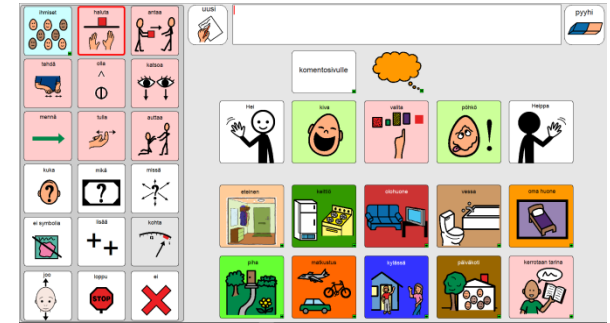 ihmiset haluta antaa
uusi
pyyhi
komentosivulle
tehdä olla katsoa
Hei kiva valita pöhkö Heippa
mennä tulla auttaa
kuka mikä missä
eteinen keittiö olohuone vessa oma huone
ei symbolia lisää kohta
piha matkustus kylässä päiväkoti kerrotaan tarina
joo loppu ei
STOP